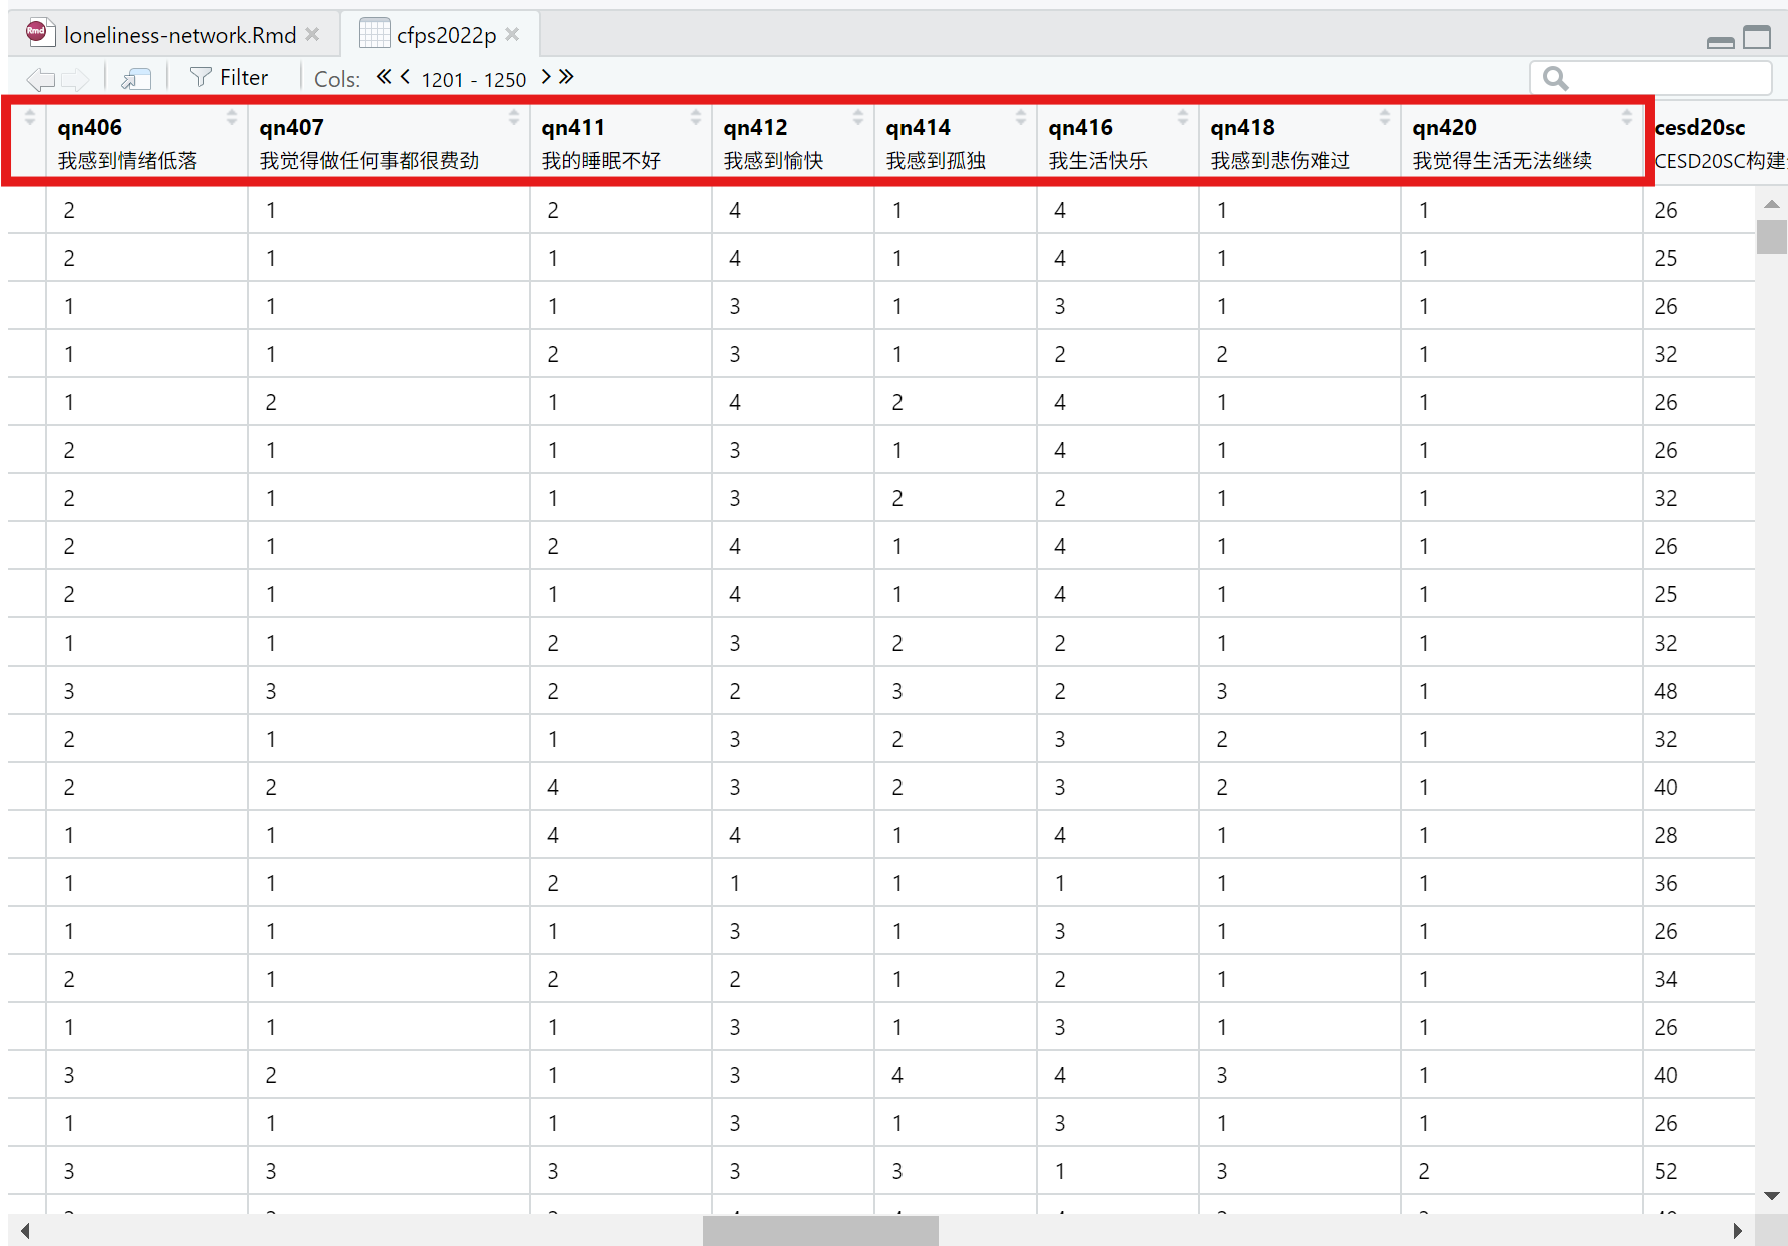 loneliness-network.Rmd cfps2022p
Filter Cols: 1201 - 1250
qn406 qn407 qn411 qn412 qn414 qn416 qn418 qn420 cesd20sc
我感到情绪低落 我觉得做任何事都很费劲 我的睡眠不好 我感到愉快 我感到孤独 我生活快乐 我感到悲伤难过 我觉得生活无法继续 CESD20SC构建
2 1 2 4 1 4 1 1 26
2 1 1 4 1 4 1 1 25
1 1 1 3 1 3 1 1 26
1 1 2 3 1 2 2 1 32
1 2 1 4 2 4 1 1 26
2 1 1 3 1 4 1 1 26
2 1 1 3 2 2 1 1 32
2 1 2 4 1 4 1 1 26
2 1 1 4 1 4 1 1 25
1 1 2 3 2 2 1 1 32
3 3 2 2 3 2 3 1 48
2 1 1 3 2 3 2 1 32
2 2 4 3 2 3 2 1 40
1 1 4 4 1 4 1 1 28
1 1 2 1 1 1 1 1 36
1 1 1 3 1 3 1 1 26
2 1 2 2 1 2 1 1 34
1 1 1 3 1 3 1 1 26
3 2 1 3 4 4 3 1 40
1 1 1 3 1 3 1 1 26
3 3 3 3 3 1 3 2 52